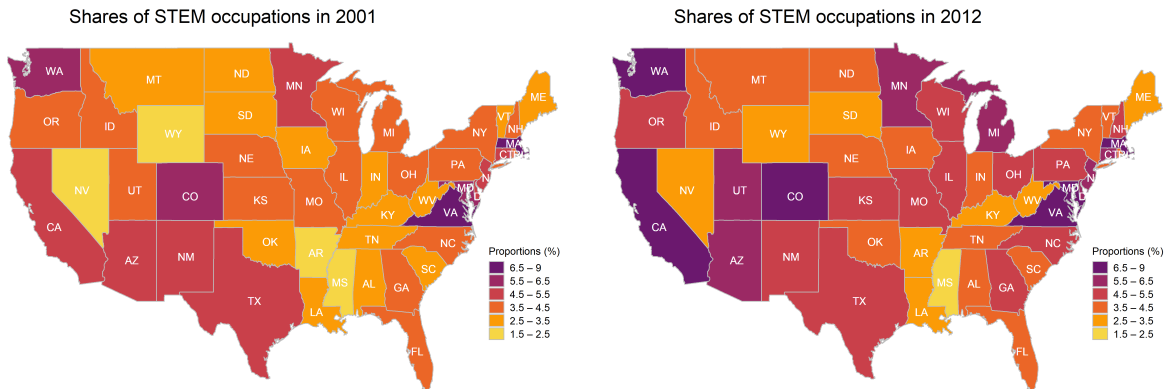 Shares of STEM occupations in 2001
WA
MT
ND
MN
ME
OR
ID
WY
SD
WI
MI
NY
VT
NH
MA
CT
NV
UT
CO
NE
IA
IL
IN
OH
PA
MD
WV
VA
KS
MO
KY
CA
AZ
NM
OK
AR
TN
NC
SC
TX
LA
MS
AL
GA
FL
Proportions (%)
6.5 – 9
5.5 – 6.5
4.5 – 5.5
3.5 – 4.5
2.5 – 3.5
1.5 – 2.5
Shares of STEM occupations in 2012
WA
MT
ND
MN
ME
OR
ID
WY
SD
WI
MI
NY
VT
NH
MA
CT
NV
UT
CO
NE
IA
IL
IN
OH
PA
MD
WV
VA
KS
MO
KY
CA
AZ
NM
OK
AR
TN
NC
SC
TX
LA
MS
AL
GA
FL
Proportions (%)
6.5 – 9
5.5 – 6.5
4.5 – 5.5
3.5 – 4.5
2.5 – 3.5
1.5 – 2.5